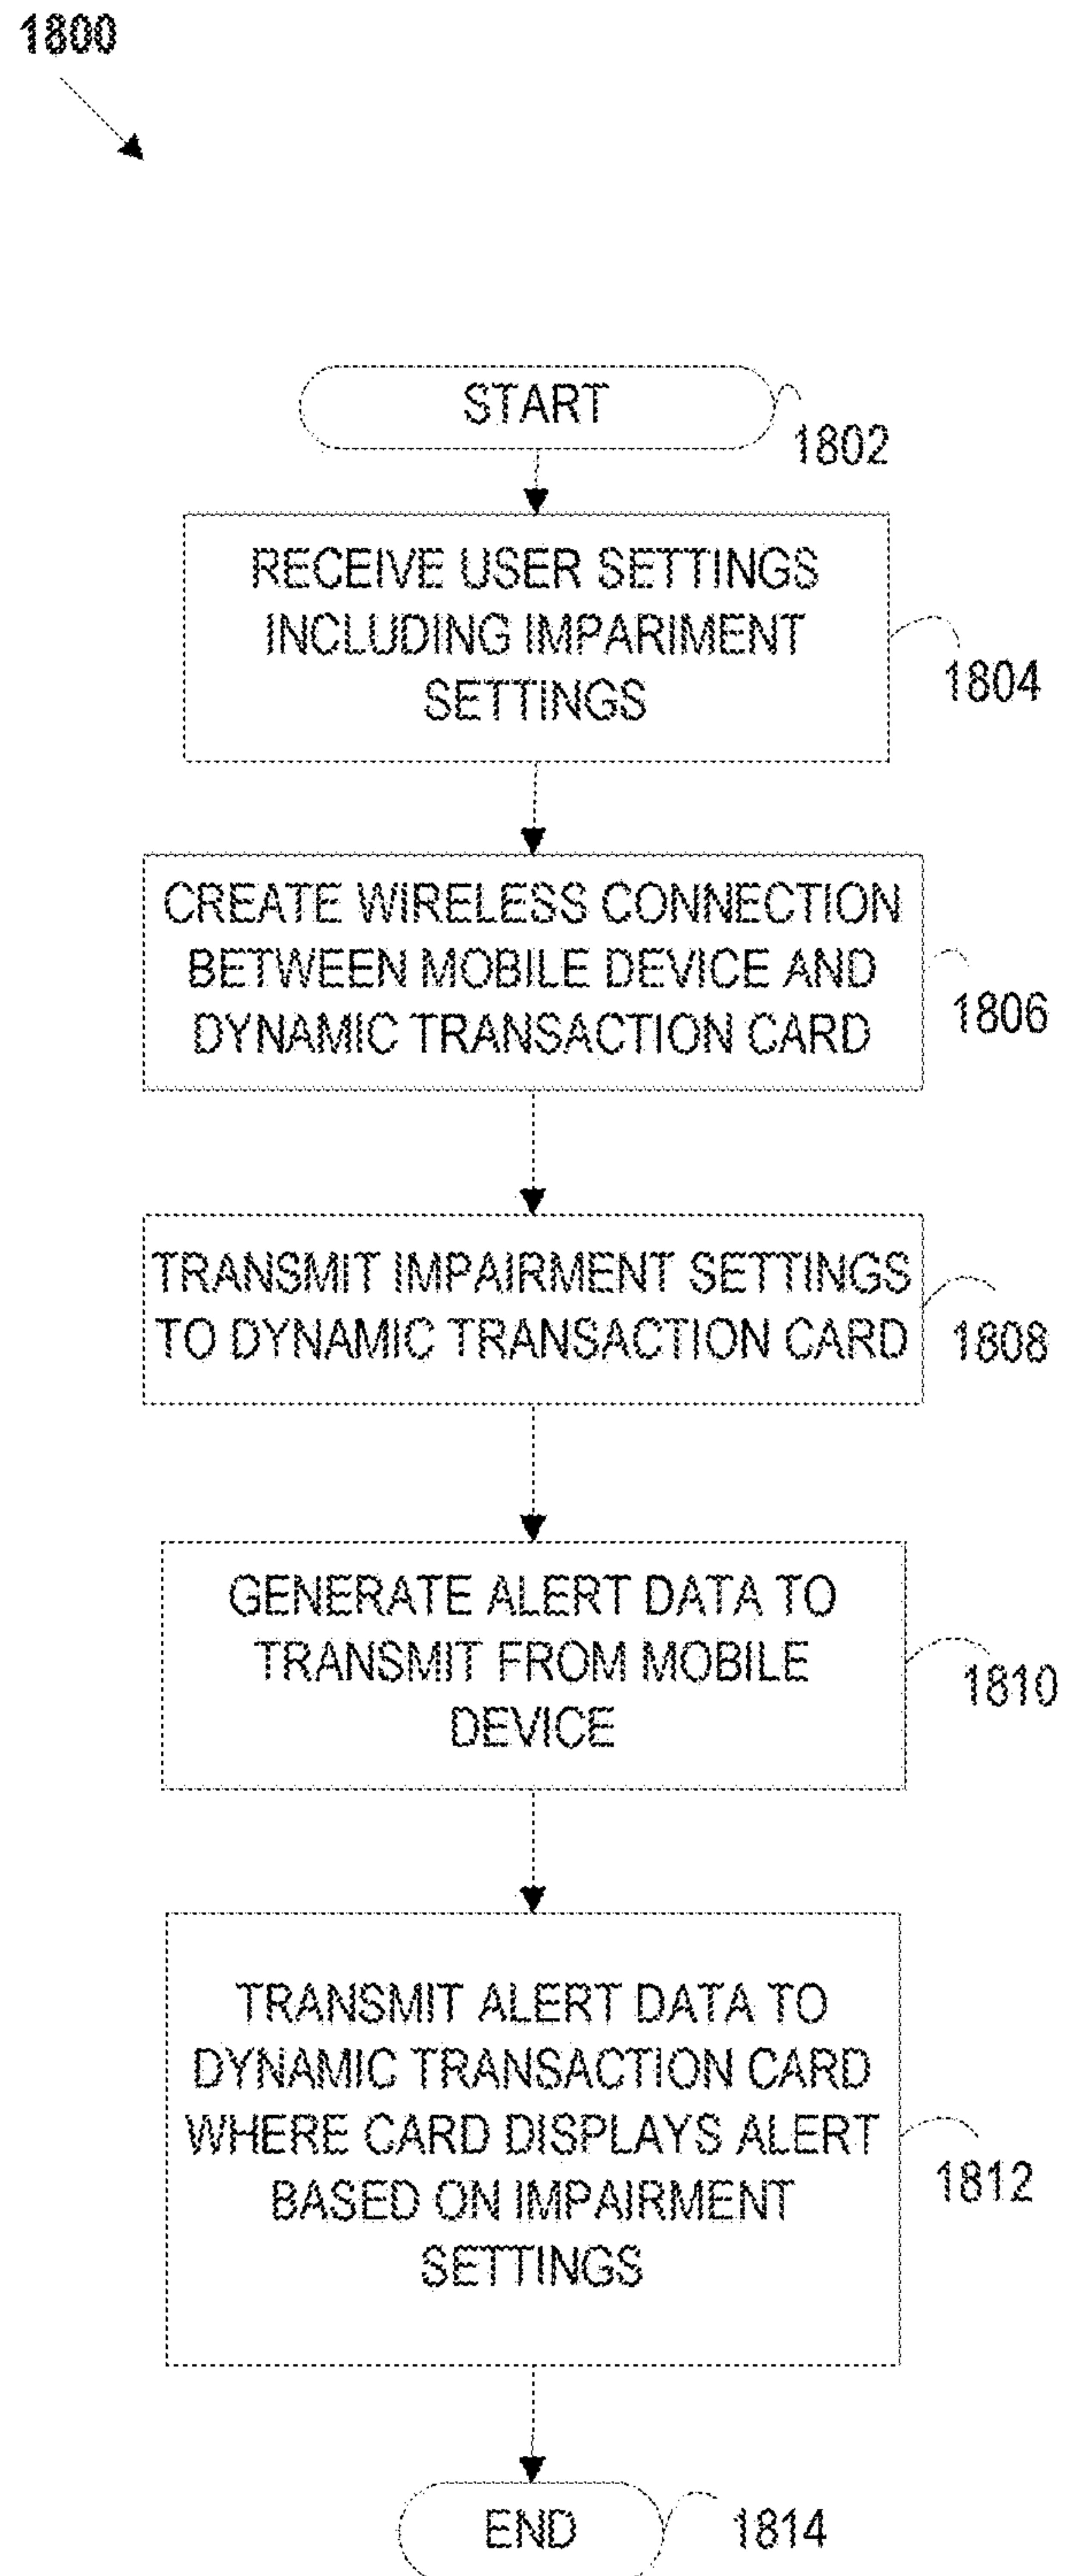 1800
START
1802
RECEIVE USER SETTINGS
INCLUDING IMPARIMENT
SETTINGS
1804
CREATE WIRELESS CONNECTION
BETWEEN MOBILE DEVICE AND
DYNAMIC TRANSACTION CARD
1806
TRANSMIT IMPAIRMENT SETTINGS
TO DYNAMIC TRANSACTION CARD
1808
GENERATE ALERT DATA TO
TRANSMIT FROM MOBILE
DEVICE
1810
TRANSMIT ALERT DATA TO
DYNAMIC TRANSACTION CARD
WHERE CARD DISPLAYS ALERT
BASED ON IMPAIRMENT
SETTINGS
1812
END
1814